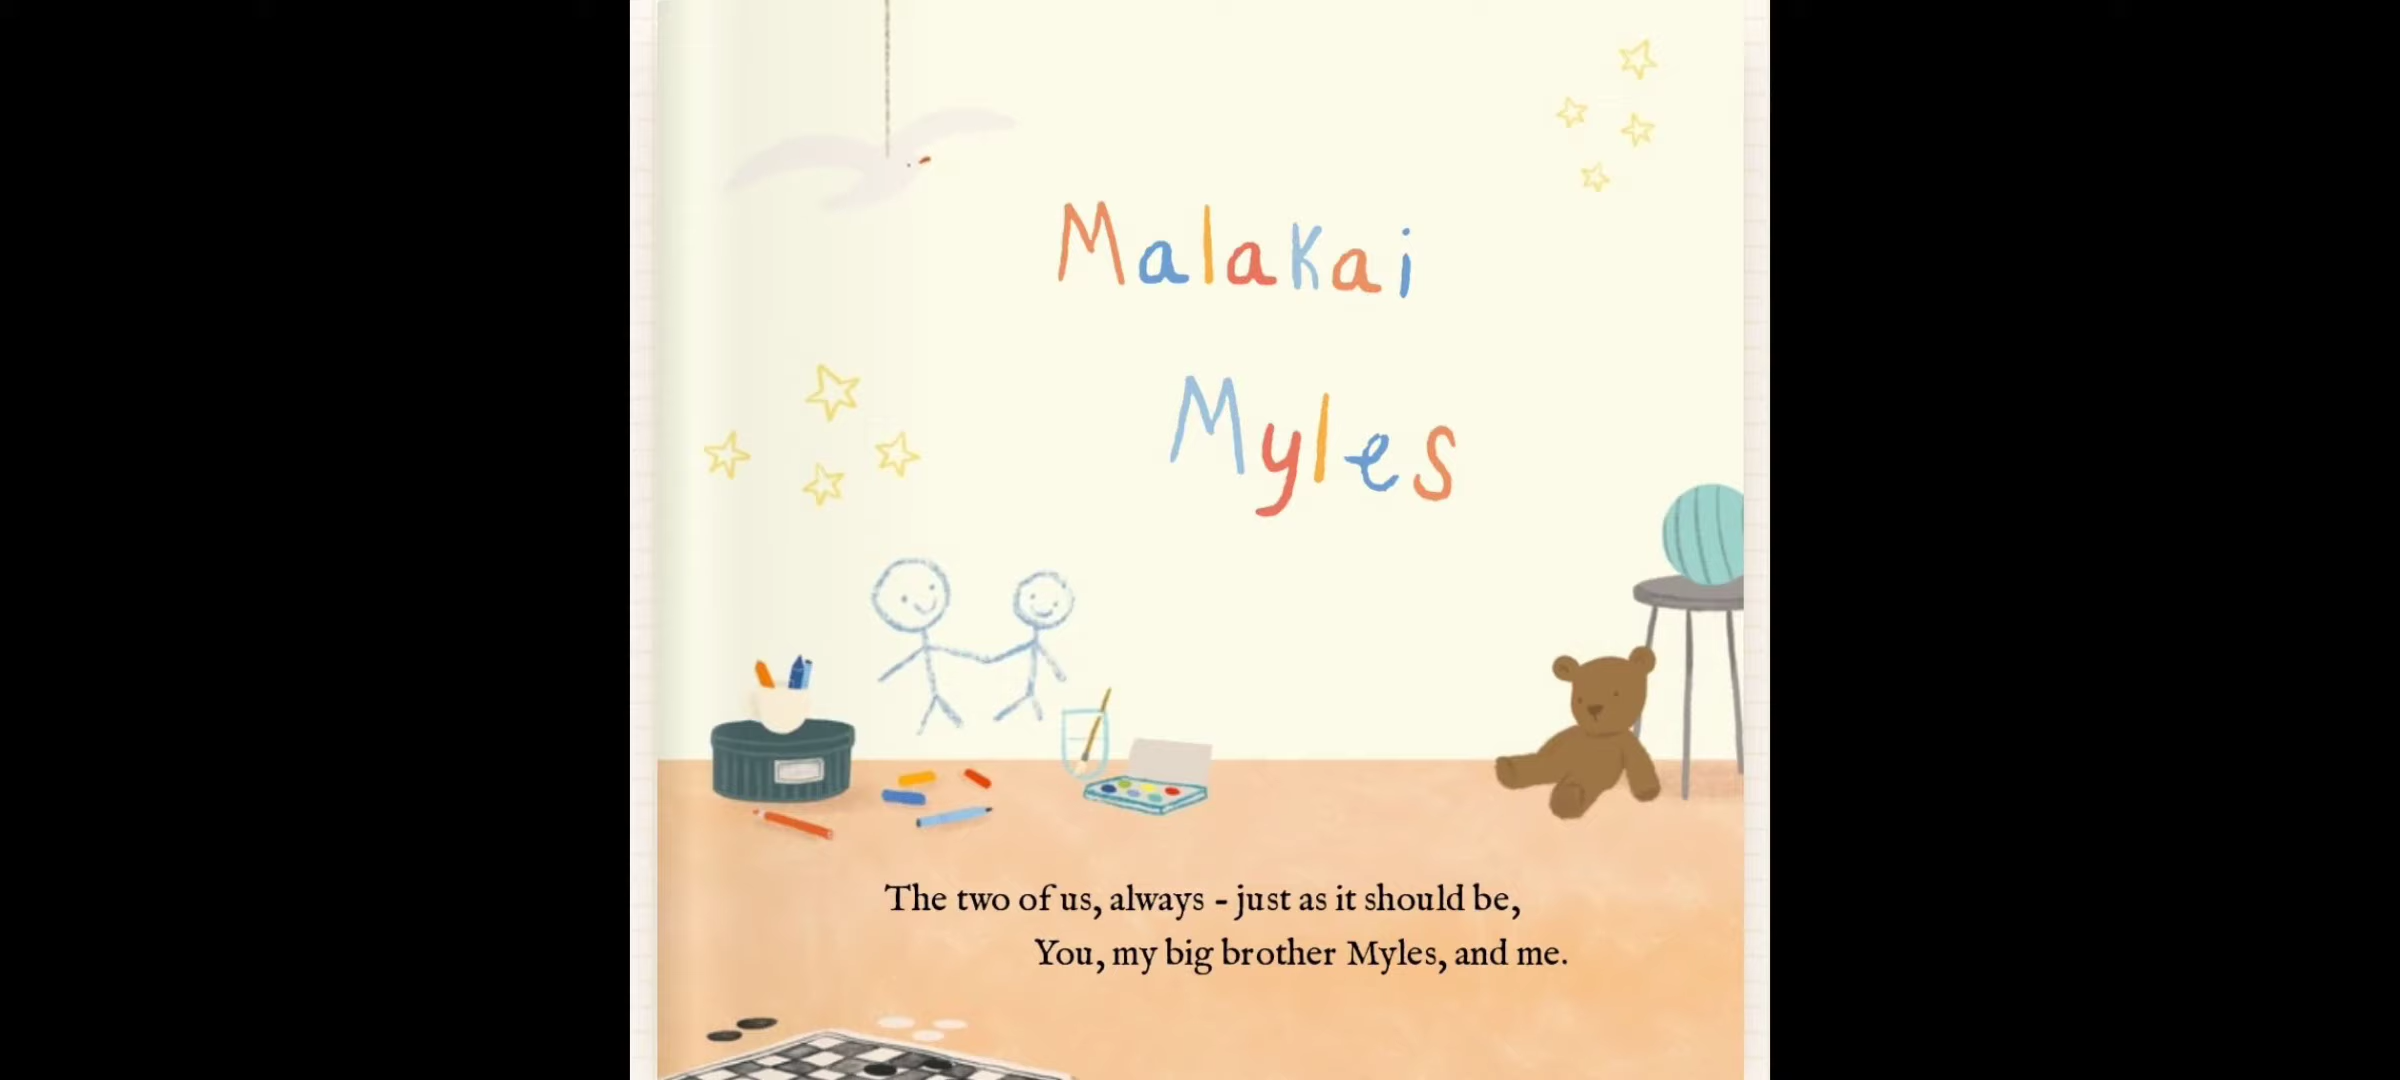 Malakai
Myles
The two of us, always - just as it should be,
You, my big brother Myles, and me.